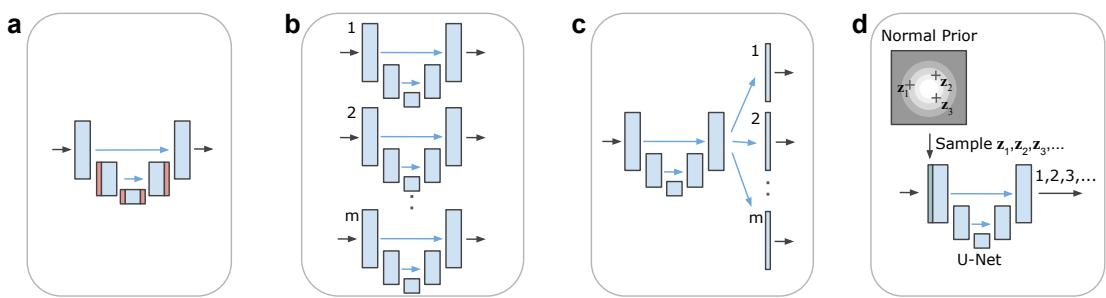 a
b
1
2
m
c
1
2
m
d
Normal Prior
z1
z2
z3
Sample z1,z2,z3,...
1,2,3,...
U-Net